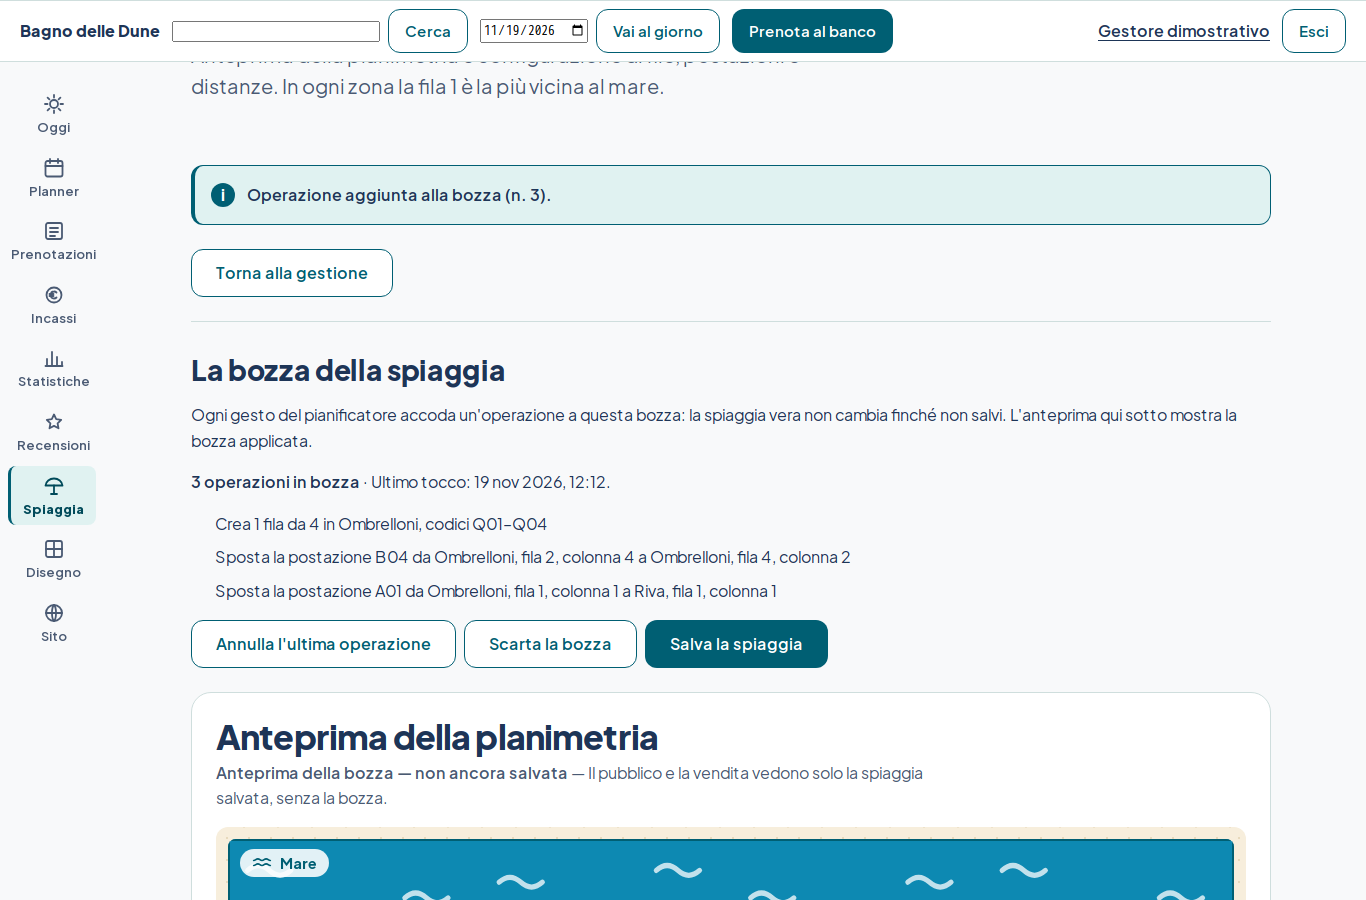 Bagno delle Dune
Cerca
11/19/2026
Vai al giorno
Prenota al banco
Gestore dimostrativo
Esci
Oggi
Planner
Prenotazioni
Incassi
Statistiche
Recensioni
Spiaggia
Disegno
Sito
distanze. In ogni zona la fila 1 è la più vicina al mare.
Operazione aggiunta alla bozza (n. 3).
Torna alla gestione
La bozza della spiaggia
Ogni gesto del pianificatore accoda un'operazione a questa bozza: la spiaggia vera non cambia finché non salvi. L'anteprima qui sotto mostra la
bozza applicata.
3 operazioni in bozza · Ultimo tocco: 19 nov 2026, 12:12.
Crea 1 fila da 4 in Ombrelloni, codici Q01–Q04
Sposta la postazione B04 da Ombrelloni, fila 2, colonna 4 a Ombrelloni, fila 4, colonna 2
Sposta la postazione A01 da Ombrelloni, fila 1, colonna 1 a Riva, fila 1, colonna 1
Annulla l'ultima operazione
Scarta la bozza
Salva la spiaggia
Anteprima della planimetria
Anteprima della bozza — non ancora salvata — Il pubblico e la vendita vedono solo la spiaggia
salvata, senza la bozza.
Mare